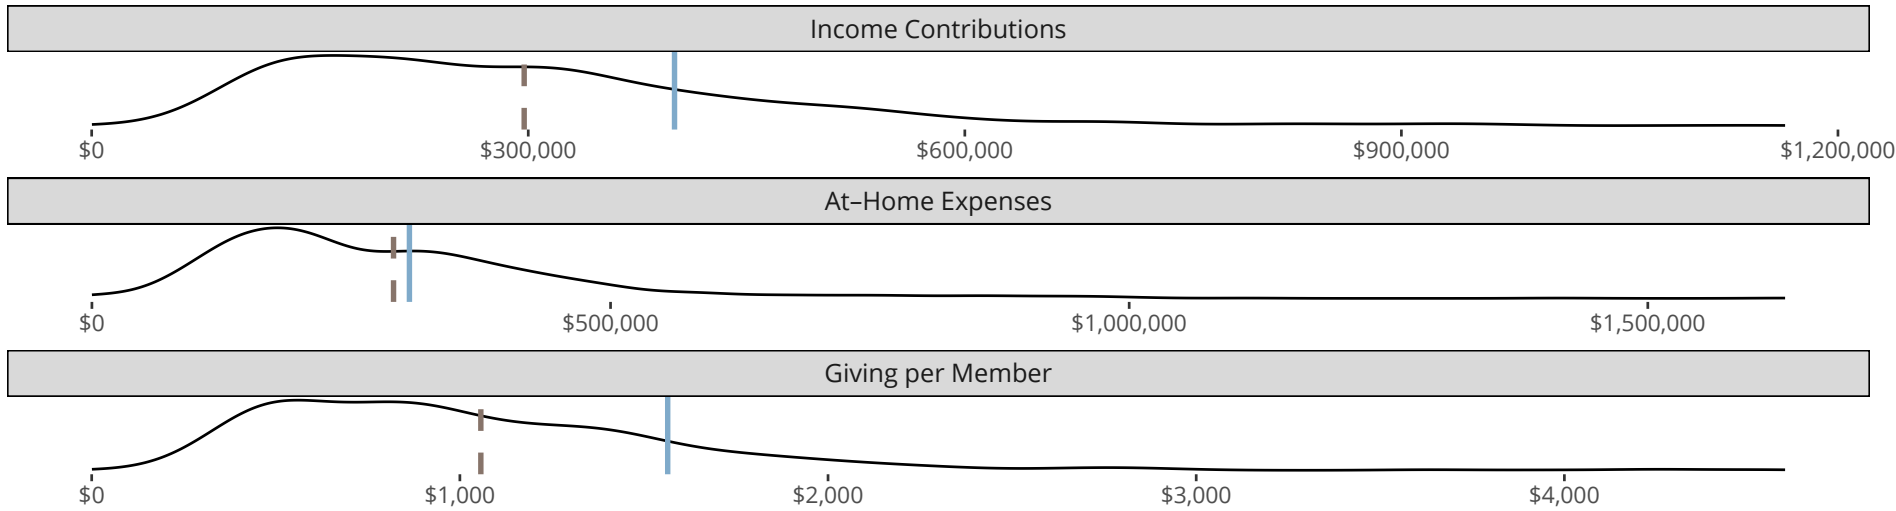 Income Contributions
$0 $300,000 $600,000 $900,000 $1,200,000
At–Home Expenses
$0 $500,000 $1,000,000 $1,500,000
Giving per Member
$0 $1,000 $2,000 $3,000 $4,000